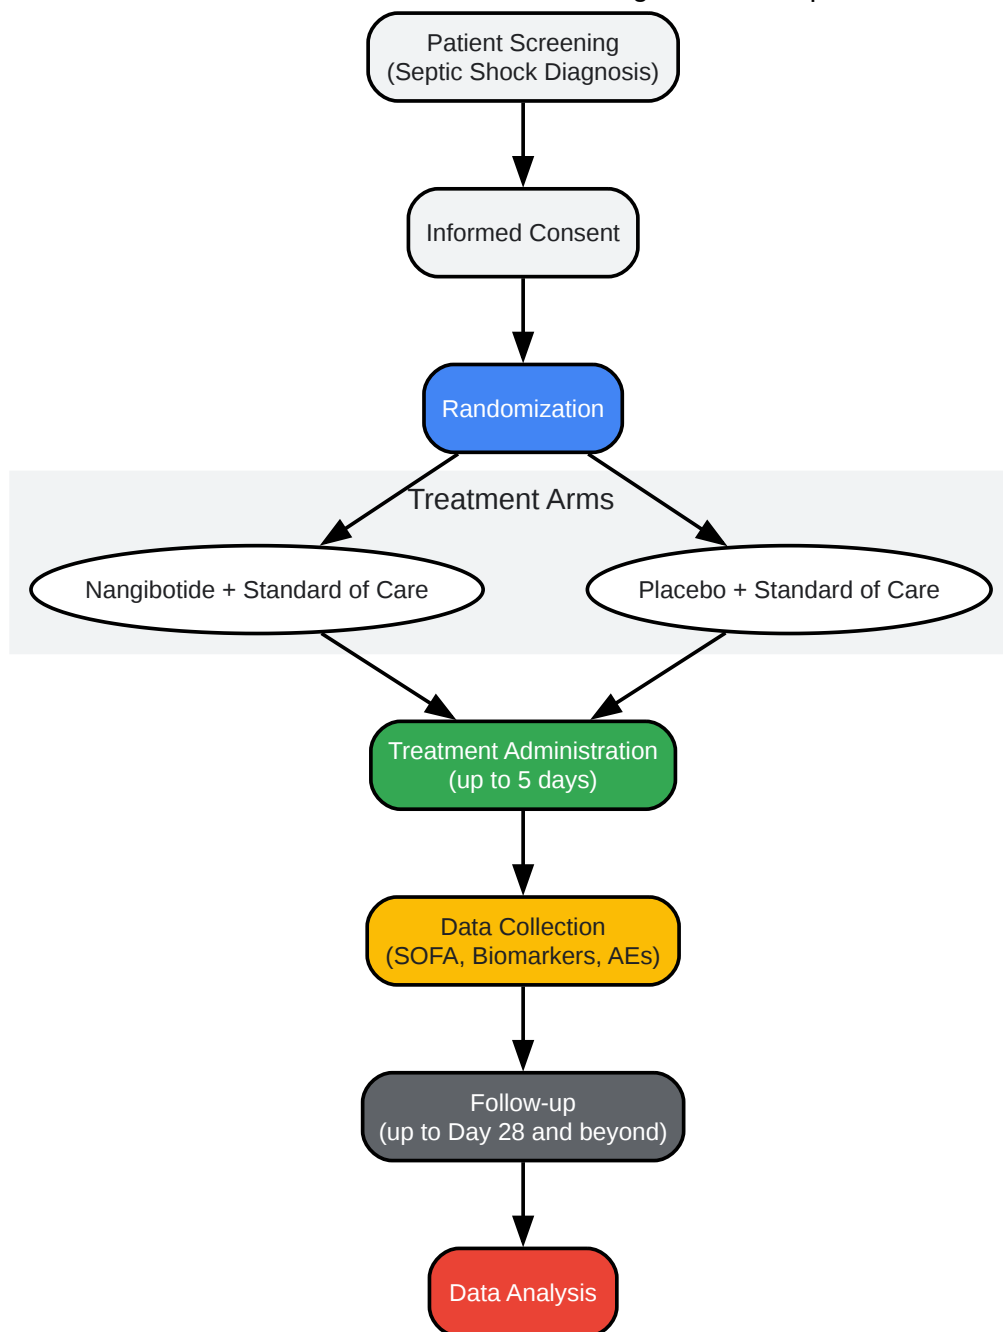 Patient Screening
(Septic Shock Diagnosis)
Informed Consent
Randomization
Treatment Arms
Nangibotide + Standard of Care
Placebo + Standard of Care
Treatment Administration
(up to 5 days)
Data Collection
(SOFA, Biomarkers, AEs)
Follow-up
(up to Day 28 and beyond)
Data Analysis